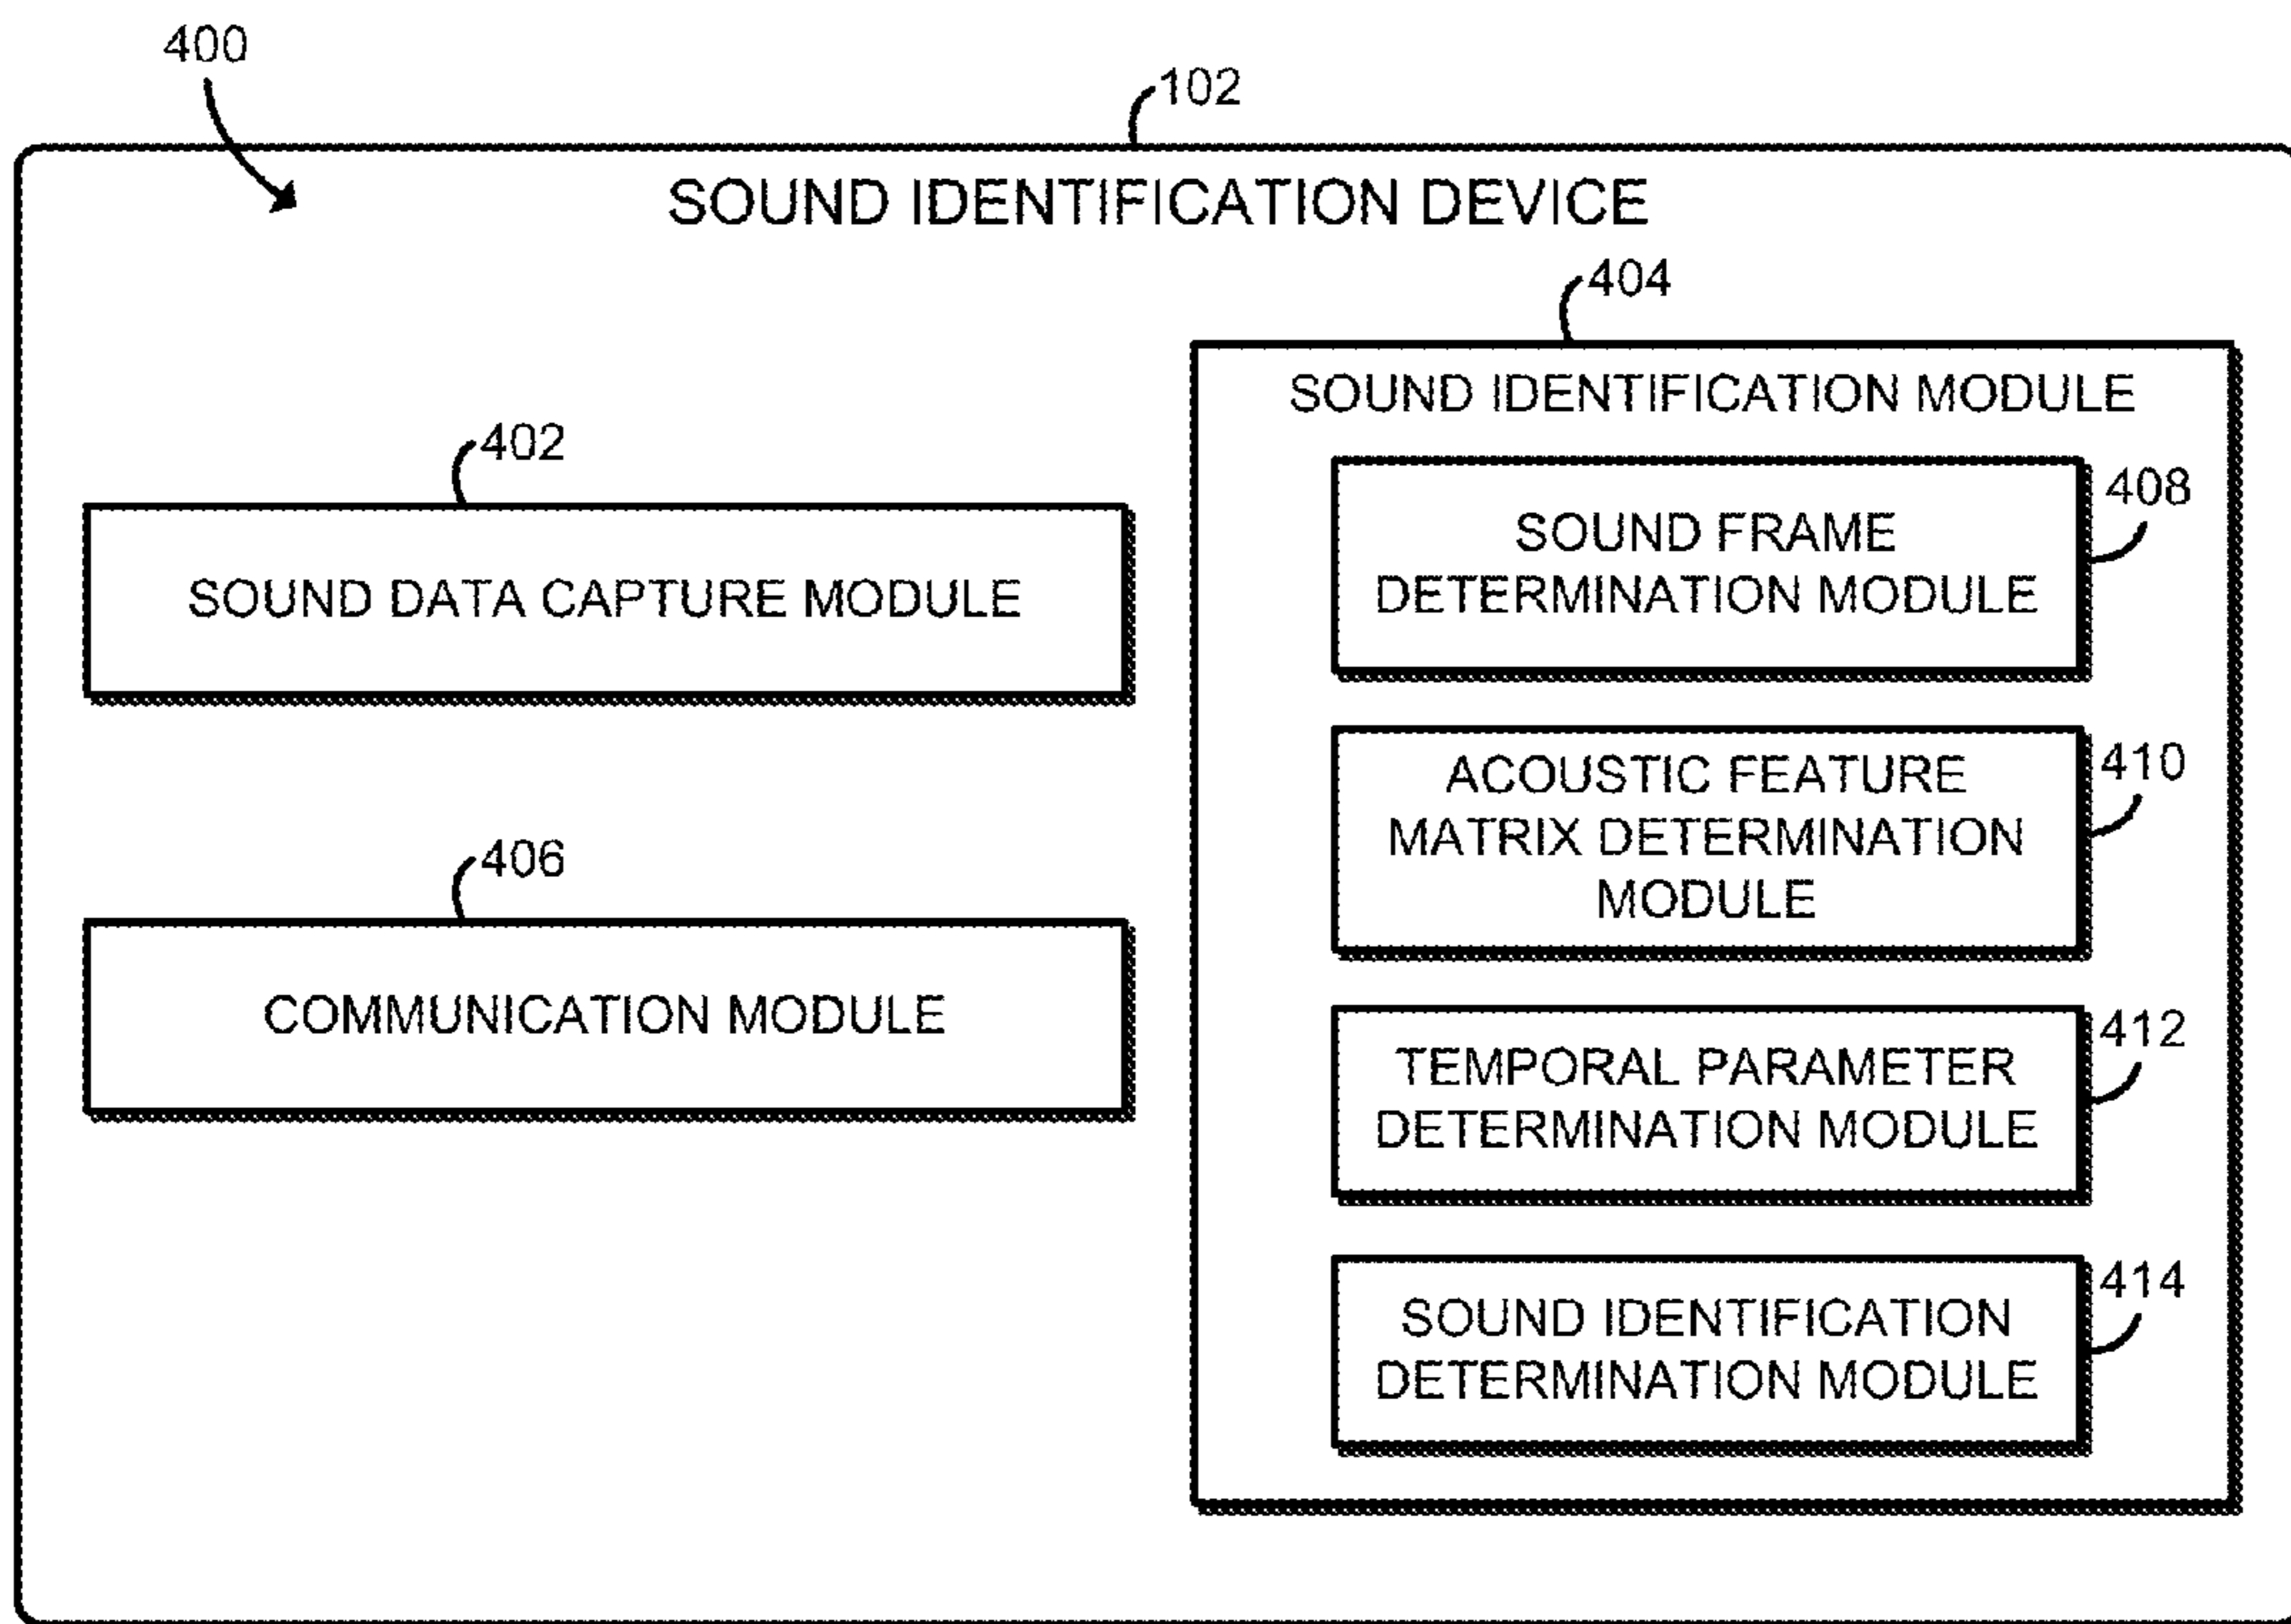 400
102
SOUND IDENTIFICATION DEVICE
404
SOUND IDENTIFICATION MODULE
402
SOUND DATA CAPTURE MODULE
406
COMMUNICATION MODULE
408
SOUND FRAME
DETERMINATION MODULE
410
ACOUSTIC FEATURE
MATRIX DETERMINATION
MODULE
412
TEMPORAL PARAMETER
DETERMINATION MODULE
414
SOUND IDENTIFICATION
DETERMINATION MODULE